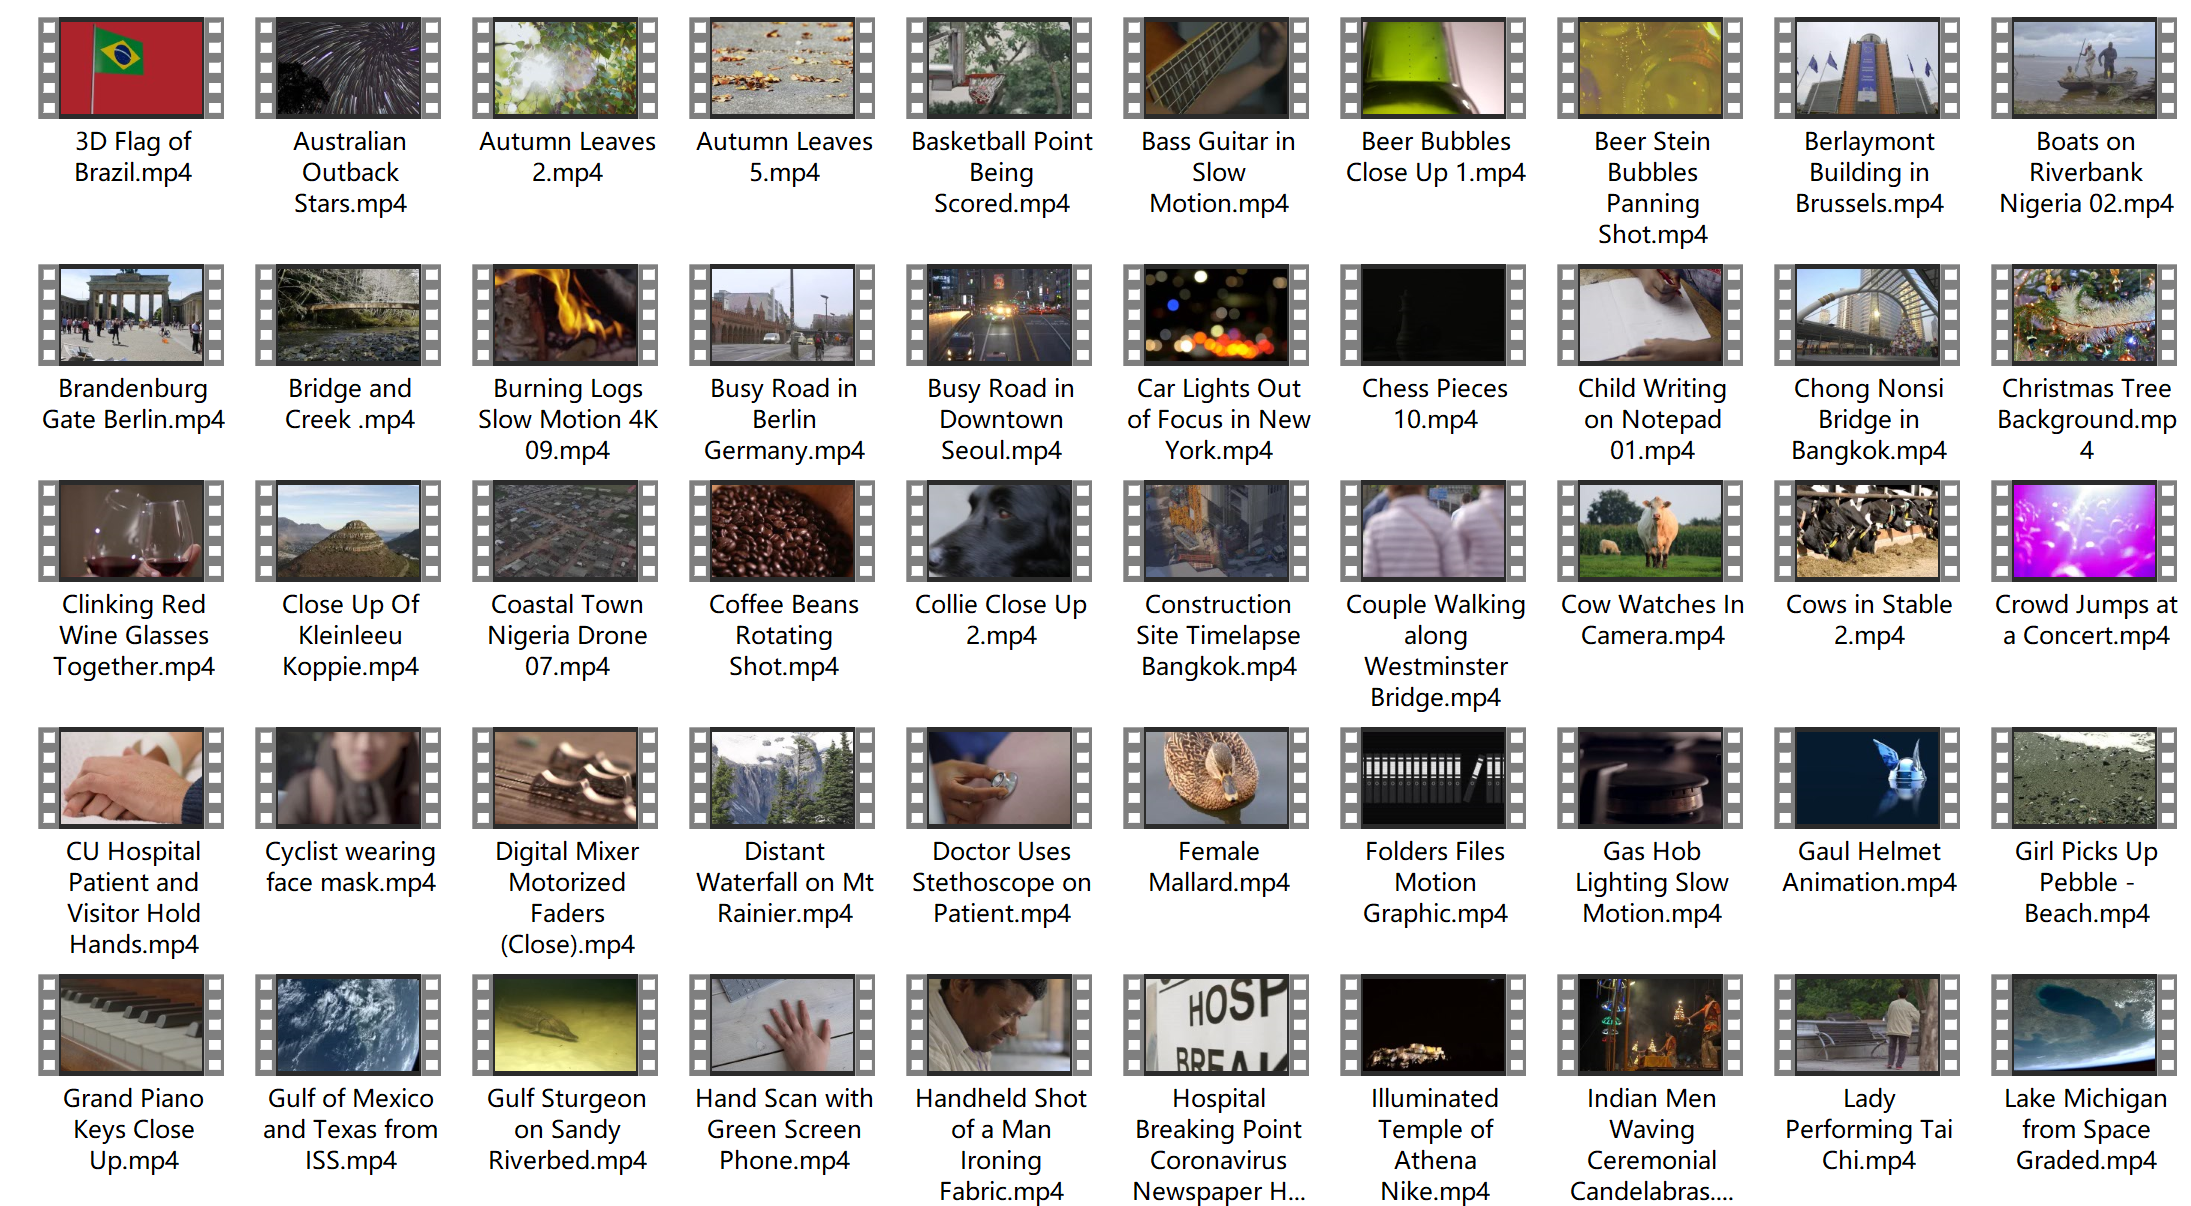 3D Flag of
Brazil.mp4
Australian
Outback
Stars.mp4
Autumn Leaves
2.mp4
Autumn Leaves
5.mp4
Basketball Point
Being
Scored.mp4
Bass Guitar in
Slow
Motion.mp4
Beer Bubbles
Close Up 1.mp4
Beer Stein
Bubbles
Panning
Shot.mp4
Berlaymont
Building in
Brussels.mp4
Boats on
Riverbank
Nigeria 02.mp4
Brandenburg
Gate Berlin.mp4
Bridge and
Creek .mp4
Burning Logs
Slow Motion 4K
09.mp4
Busy Road in
Berlin
Germany.mp4
Busy Road in
Downtown
Seoul.mp4
Car Lights Out
of Focus in New
York.mp4
Chess Pieces
10.mp4
Child Writing
on Notepad
01.mp4
Chong Nonsi
Bridge in
Bangkok.mp4
Christmas Tree
Background.mp
4
Clinking Red
Wine Glasses
Together.mp4
Close Up Of
Kleinleeu
Koppie.mp4
Coastal Town
Nigeria Drone
07.mp4
Coffee Beans
Rotating
Shot.mp4
Collie Close Up
2.mp4
Construction
Site Timelapse
Bangkok.mp4
Couple Walking
along
Westminster
Bridge.mp4
Cow Watches In
Camera.mp4
Cows in Stable
2.mp4
Crowd Jumps at
a Concert.mp4
CU Hospital
Patient and
Visitor Hold
Hands.mp4
Cyclist wearing
face mask.mp4
Digital Mixer
Motorized
Faders
(Close).mp4
Distant
Waterfall on Mt
Rainier.mp4
Doctor Uses
Stethoscope on
Patient.mp4
Female
Mallard.mp4
Folders Files
Motion
Graphic.mp4
Gas Hob
Lighting Slow
Motion.mp4
Gaul Helmet
Animation.mp4
Girl Picks Up
Pebble -
Beach.mp4
HOSP
BREAK
Grand Piano
Keys Close
Up.mp4
Gulf of Mexico
and Texas from
ISS.mp4
Gulf Sturgeon
on Sandy
Riverbed.mp4
Hand Scan with
Green Screen
Phone.mp4
Handheld Shot
of a Man
Ironing
Fabric.mp4
Hospital
Breaking Point
Coronavirus
Newspaper H...
Illuminated
Temple of
Athena
Nike.mp4
Indian Men
Waving
Ceremonial
Candelabras....
Lady
Performing Tai
Chi.mp4
Lake Michigan
from Space
Graded.mp4